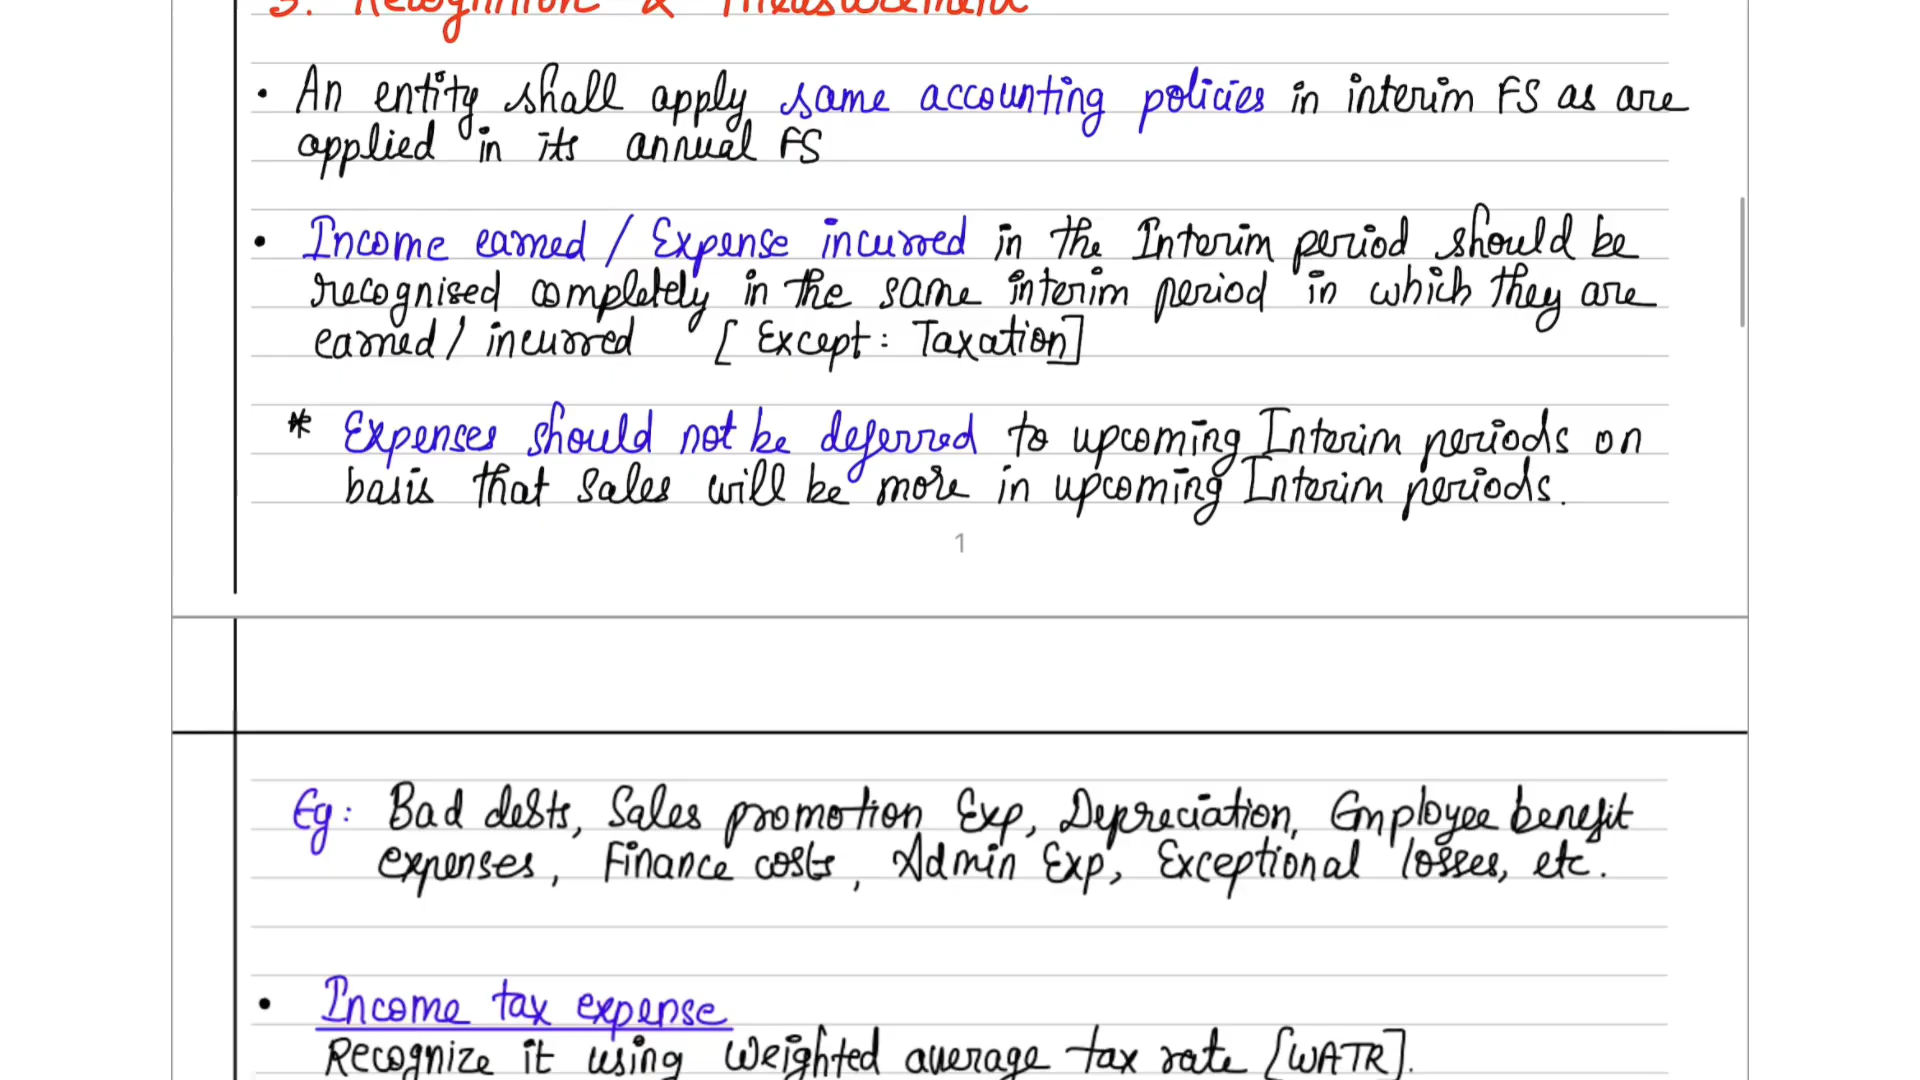 3. Recognition & Measurement
• An entity shall apply same accounting policies in interim FS as are
applied in its annual FS
• Income earned / Expense incurred in the Interim period should be
recognised completely in the same interim period in which they are
earned / incurred [ Except : Taxation]
* Expenses should not be deferred to upcoming Interim periods on
basis that Sales will be more in upcoming Interim periods.
1
Eg : Bad debts, Sales promotion Exp, Depreciation, Employee benefit
expenses, Finance costs, Admin Exp, Exceptional losses, etc.
• Income tax expense
Recognize it using weighted average tax rate [WATR].